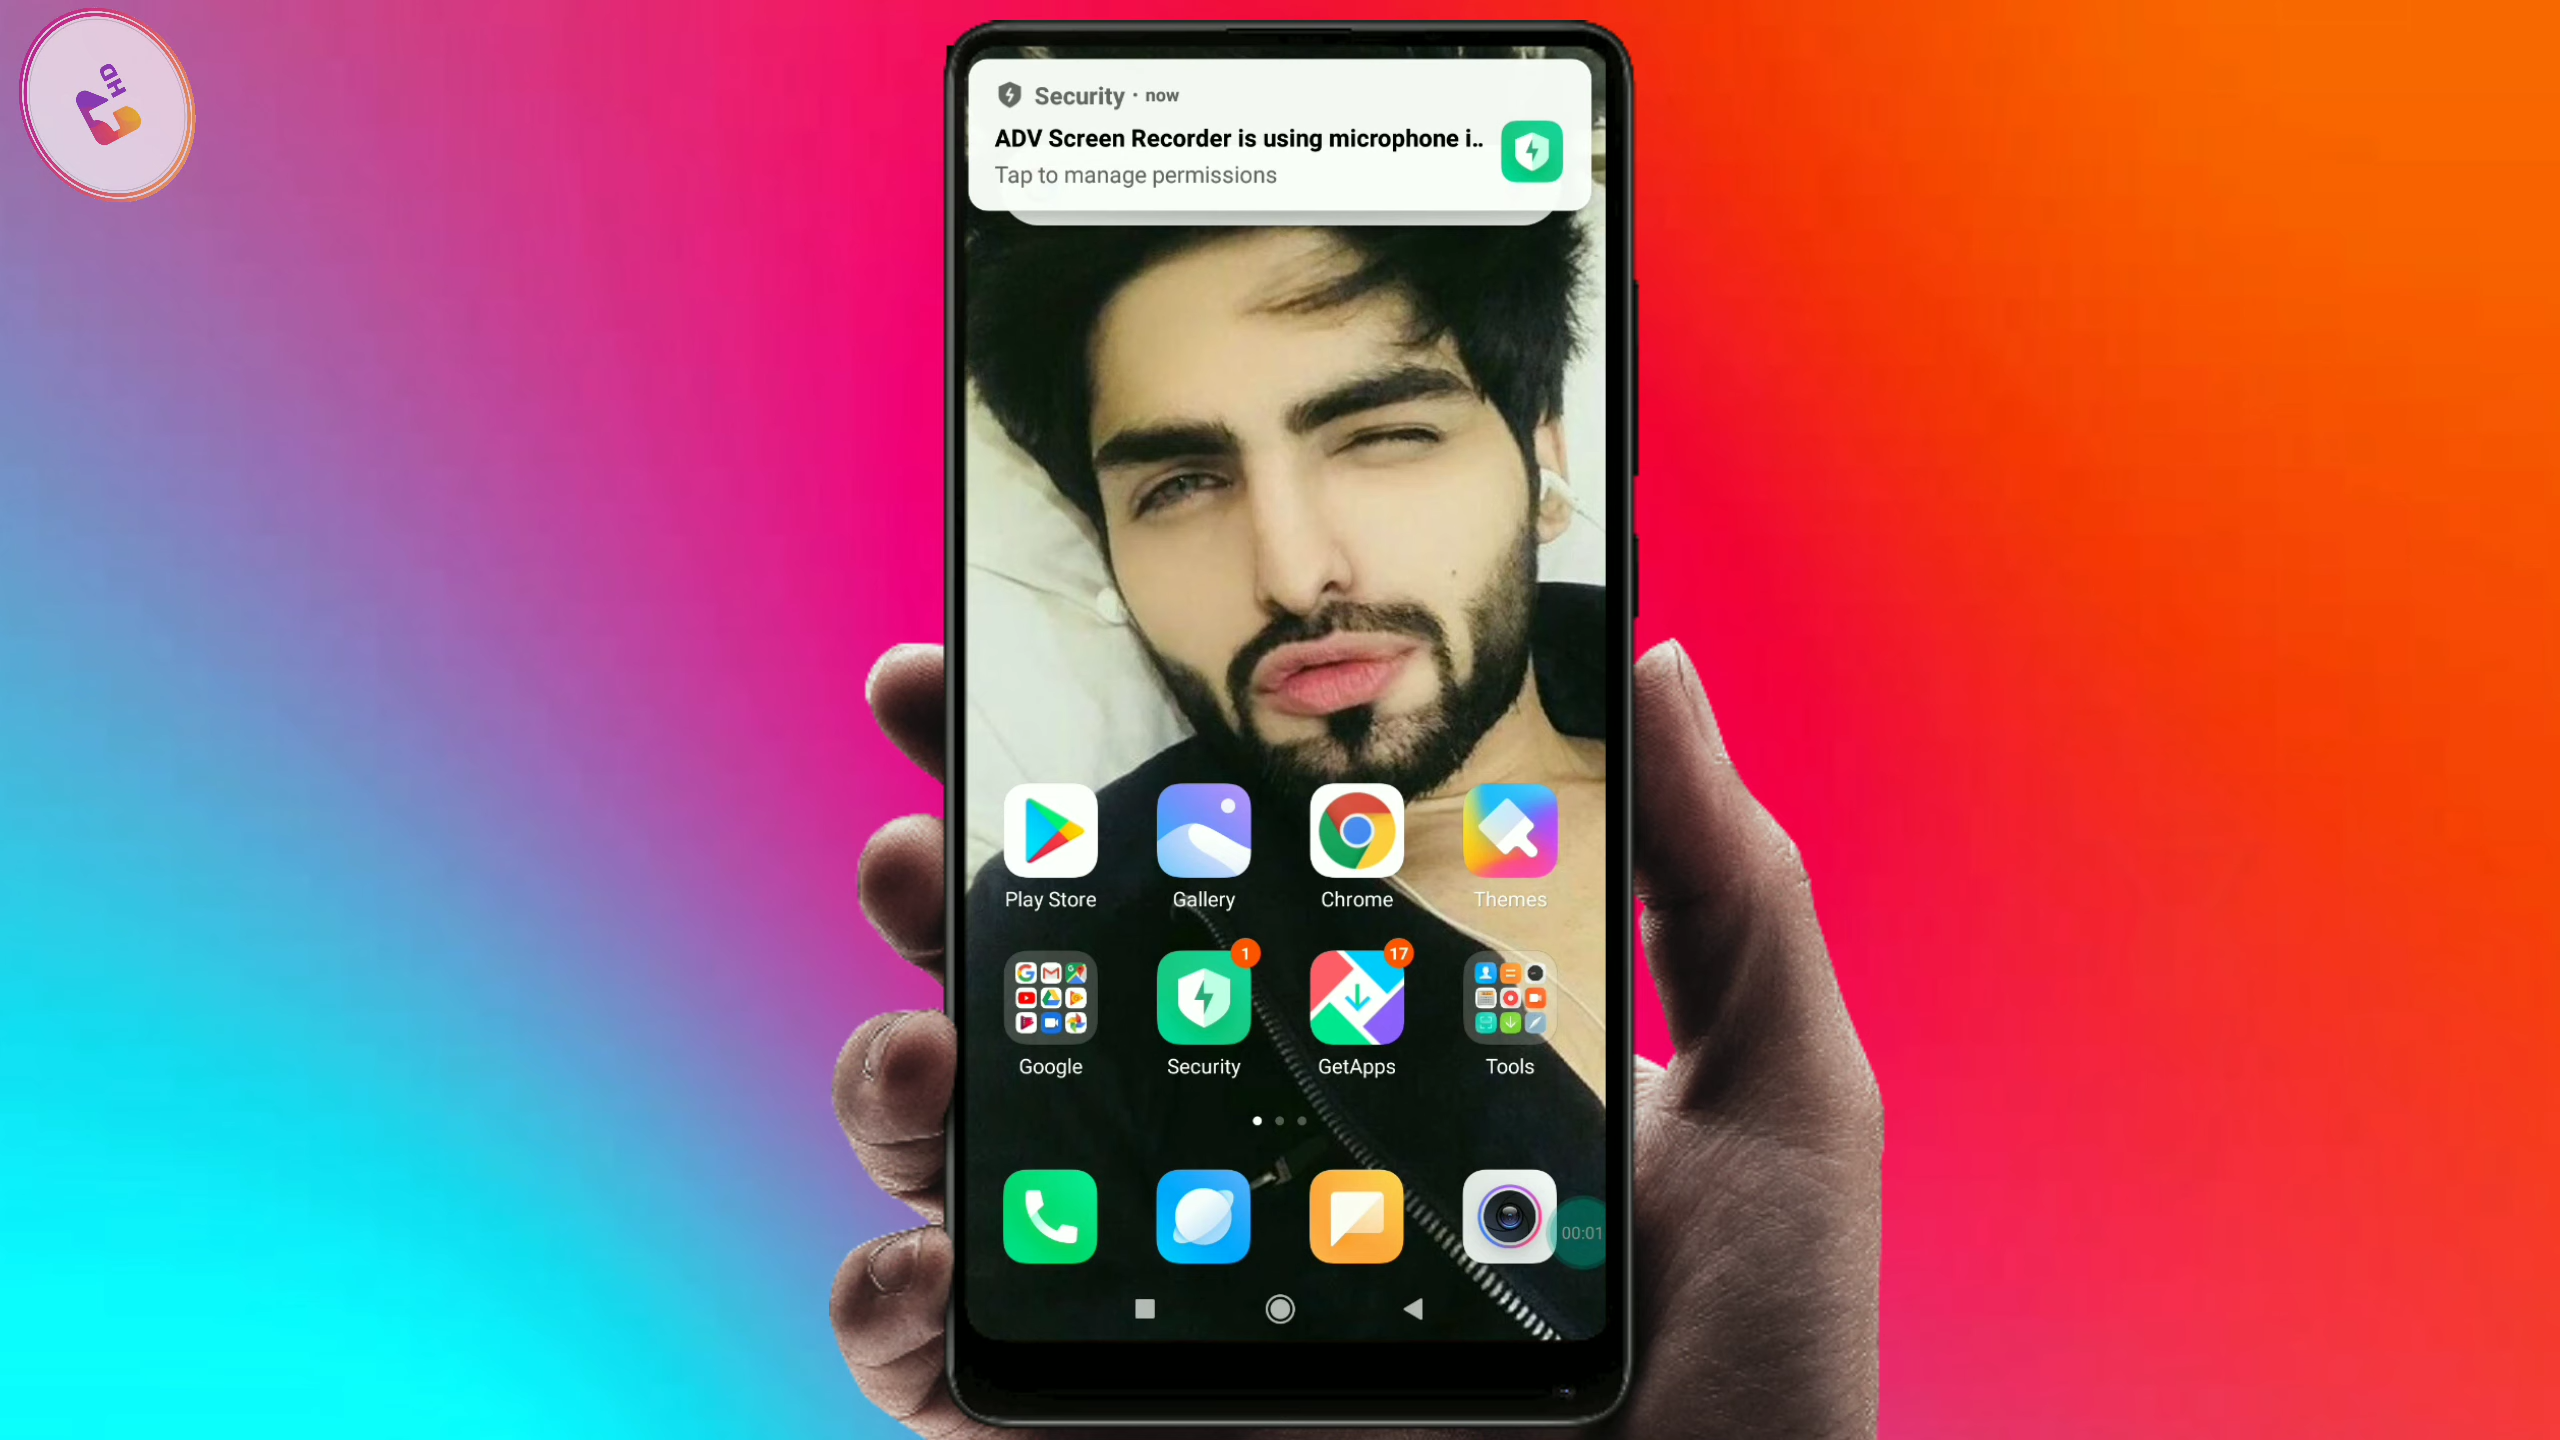 HD
Security · now
ADV Screen Recorder is using microphone i..
Tap to manage permissions
Play Store
Gallery
Chrome
Themes
1
17
Google
Security
GetApps
Tools
00:01